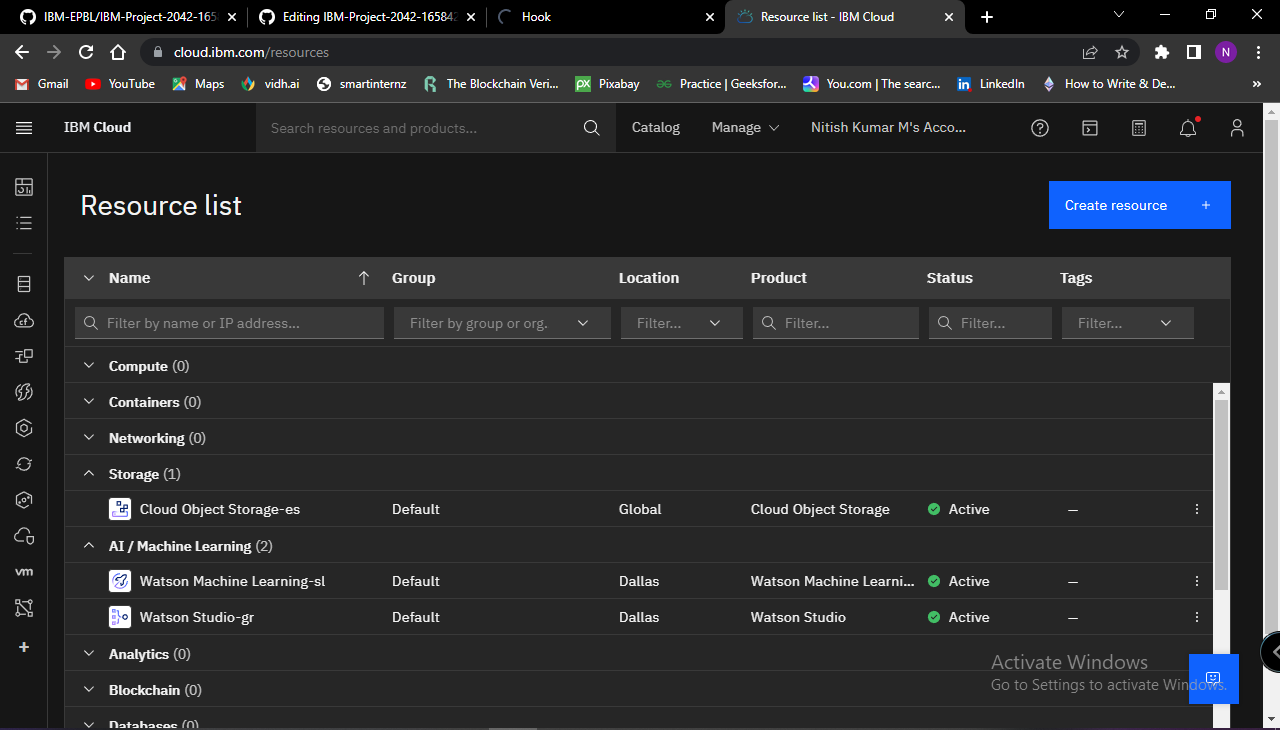 IBM-EPBL/IBM-Project-2042-165
Editing IBM-Project-2042-165842
Hook
Resource list - IBM Cloud
cloud.ibm.com/resources
N
Gmail
YouTube
Maps
vidh.ai
smartinternz
The Blockchain Veri...
Pixabay
Practice | Geeksfor...
You.com | The searc...
LinkedIn
How to Write & De...
»
IBM Cloud
Search resources and products...
Catalog
Manage
Nitish Kumar M's Acco...
Resource list
Create resource +
Name
Group
Location
Product
Status
Tags
Filter by name or IP address...
Filter by group or org.
Filter...
Filter...
Filter...
Filter...
Compute (0)
Containers (0)
Networking (0)
Storage (1)
Cloud Object Storage-es Default Global Cloud Object Storage Active –
AI / Machine Learning (2)
Watson Machine Learning-sl Default Dallas Watson Machine Learni... Active –
Watson Studio-gr Default Dallas Watson Studio Active –
vm
Analytics (0)
Blockchain (0)
Databases (0)
Activate Windows
Go to Settings to activate Windows.